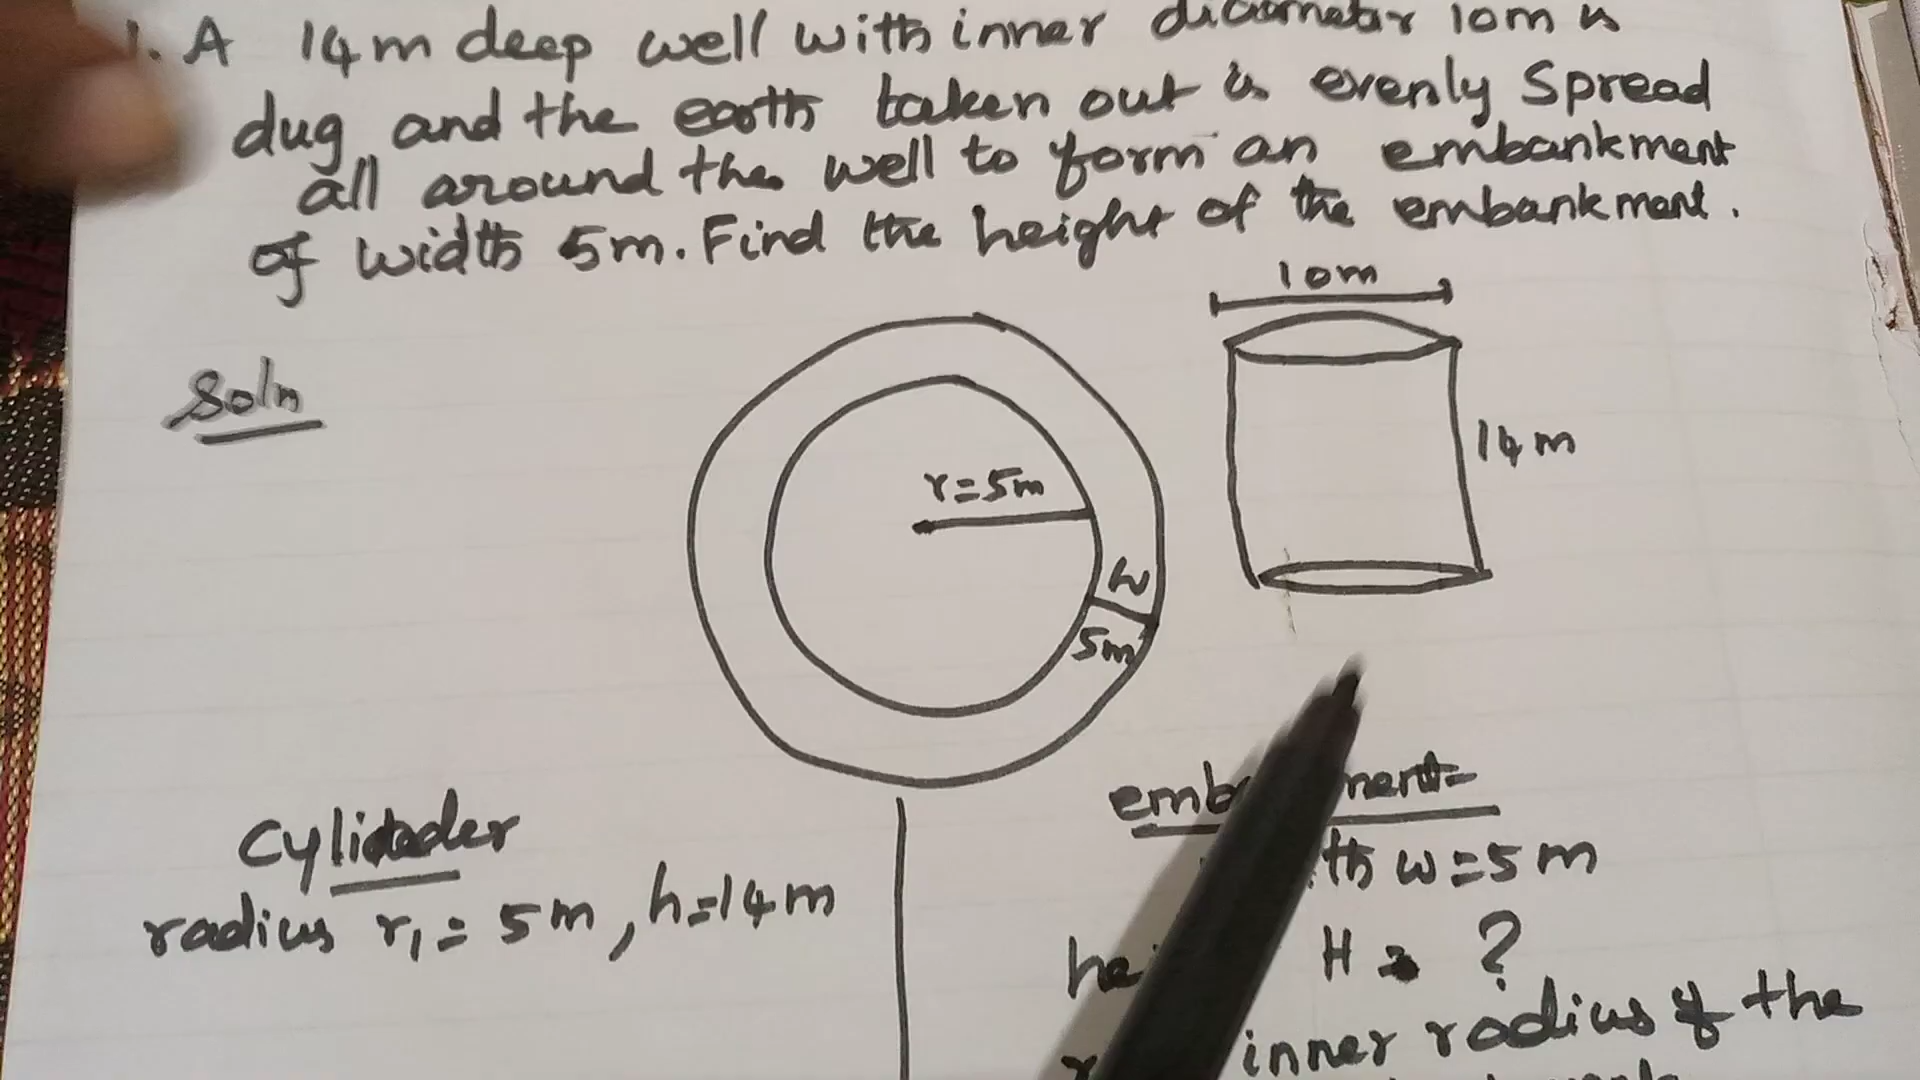 1. A 14m deep well with inner diameter 10m is
dug and the earth taken out is evenly spread
all around the well to form an embankment
of width 5m. Find the height of the embankment.
10m
Soln
14m
r=5m
w
5m
Cylinder
radius r₁ = 5m, h=14m
w=5m
H = ?
inner radius of the